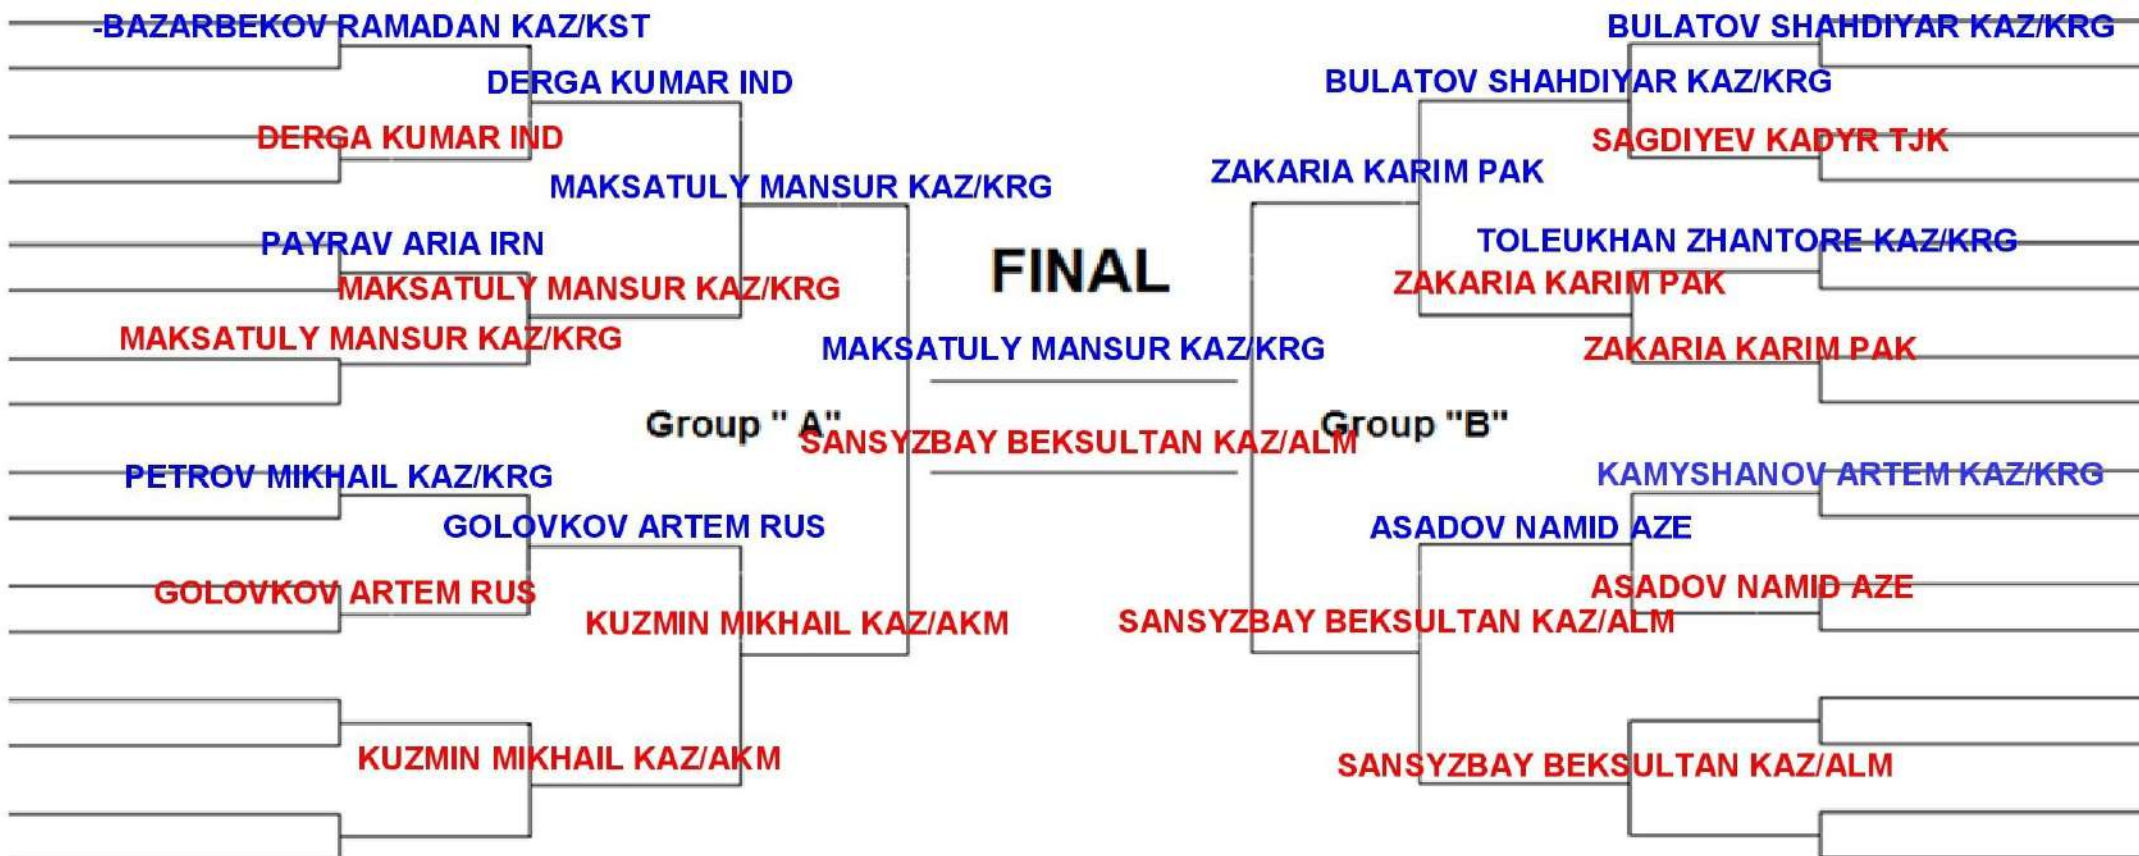 -BAZARBEKOV RAMADAN KAZ/KST
DERGA KUMAR IND
DERGA KUMAR IND
MAKSATULY MANSUR KAZ/KRG
PAYRAV ARIA IRN
MAKSATULY MANSUR KAZ/KRG
MAKSATULY MANSUR KAZ/KRG
PETROV MIKHAIL KAZ/KRG
GOLOVKOV ARTEM RUS
GOLOVKOV ARTEM RUS
KUZMIN MIKHAIL KAZ/AKM
KUZMIN MIKHAIL KAZ/AKM
Group " A"
FINAL
MAKSATULY MANSUR KAZ/KRG
SANSYZBAY BEKSULTAN KAZ/ALM
Group "B"
BULATOV SHAHDIYAR KAZ/KRG
BULATOV SHAHDIYAR KAZ/KRG
SAGDIYEV KADYR TJK
ZAKARIA KARIM PAK
TOLEUKHAN ZHANTORE KAZ/KRG
ZAKARIA KARIM PAK
ZAKARIA KARIM PAK
KAMYSHANOV ARTEM KAZ/KRG
ASADOV NAMID AZE
ASADOV NAMID AZE
SANSYZBAY BEKSULTAN KAZ/ALM
SANSYZBAY BEKSULTAN KAZ/ALM